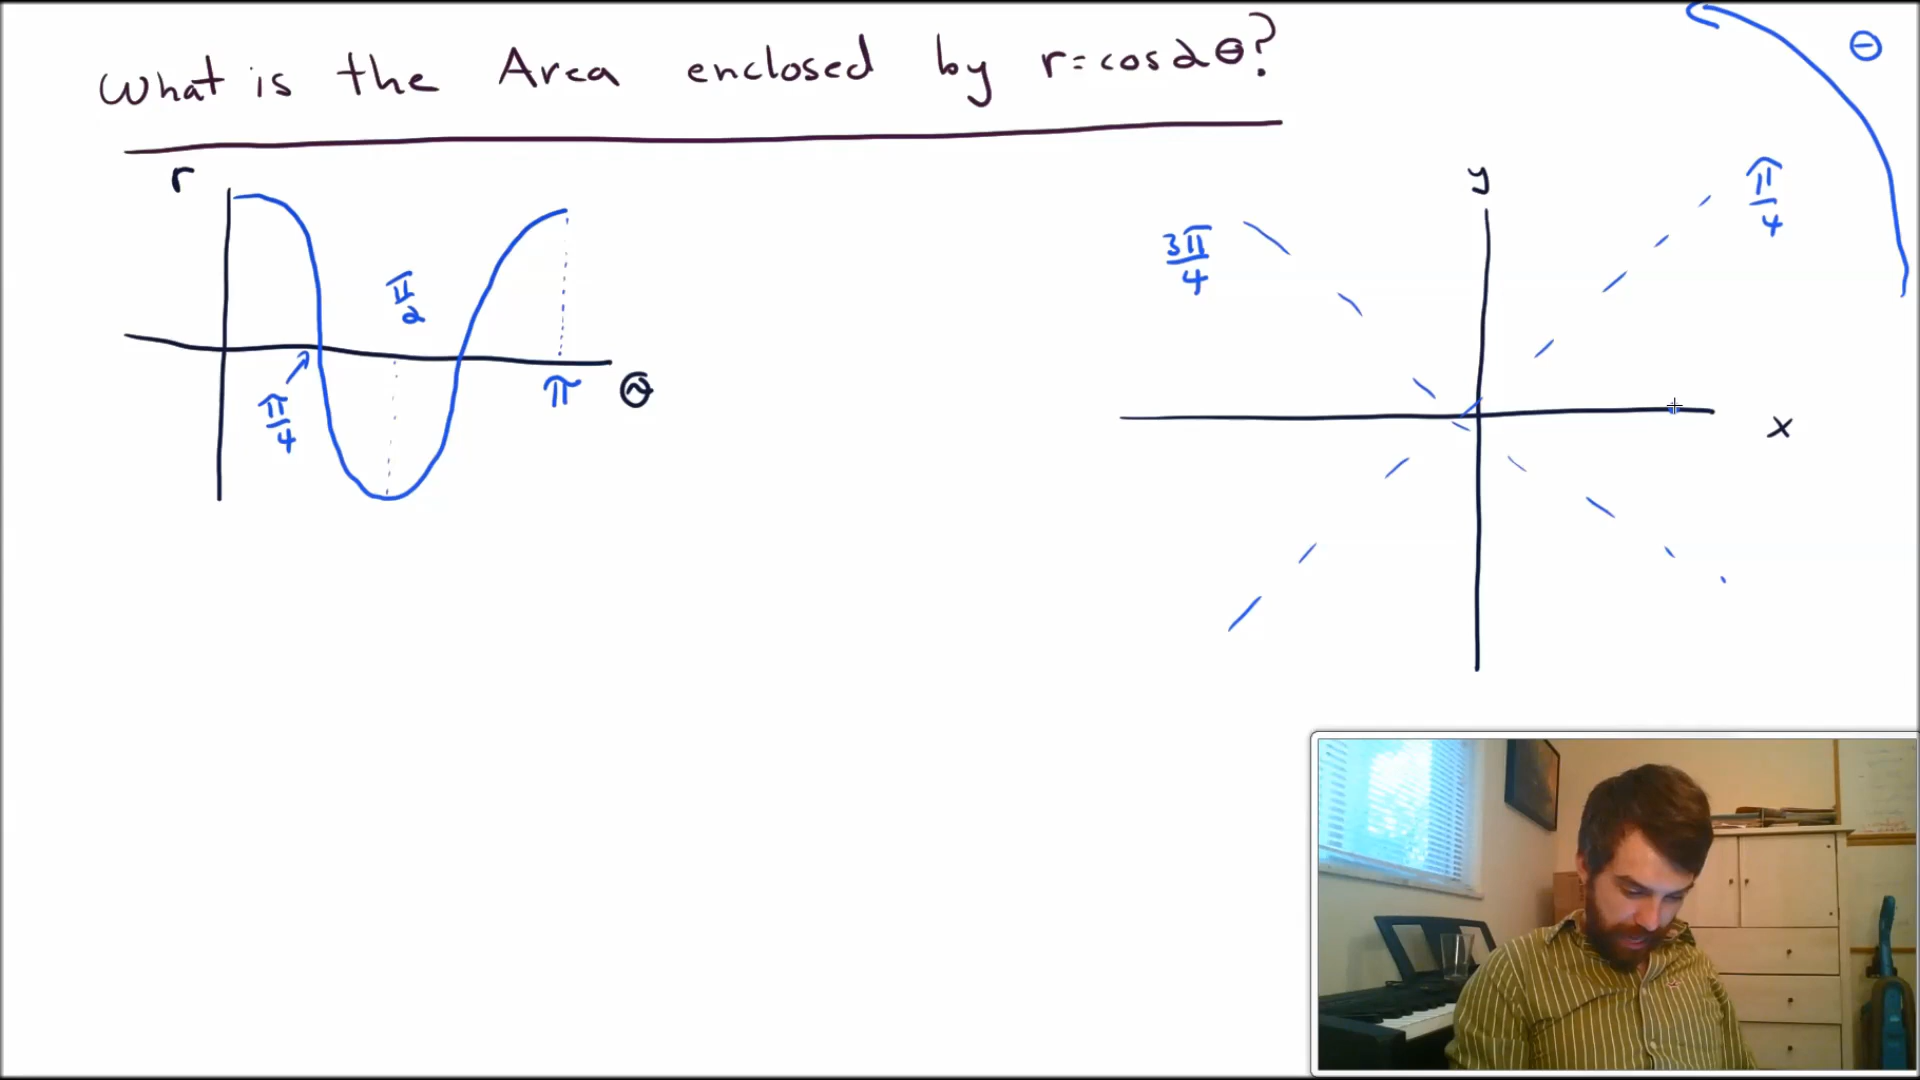 What is the Area enclosed by r=cos2θ?
θ
r
y
π/4
3π/4
π/2
π/4
π
θ
x